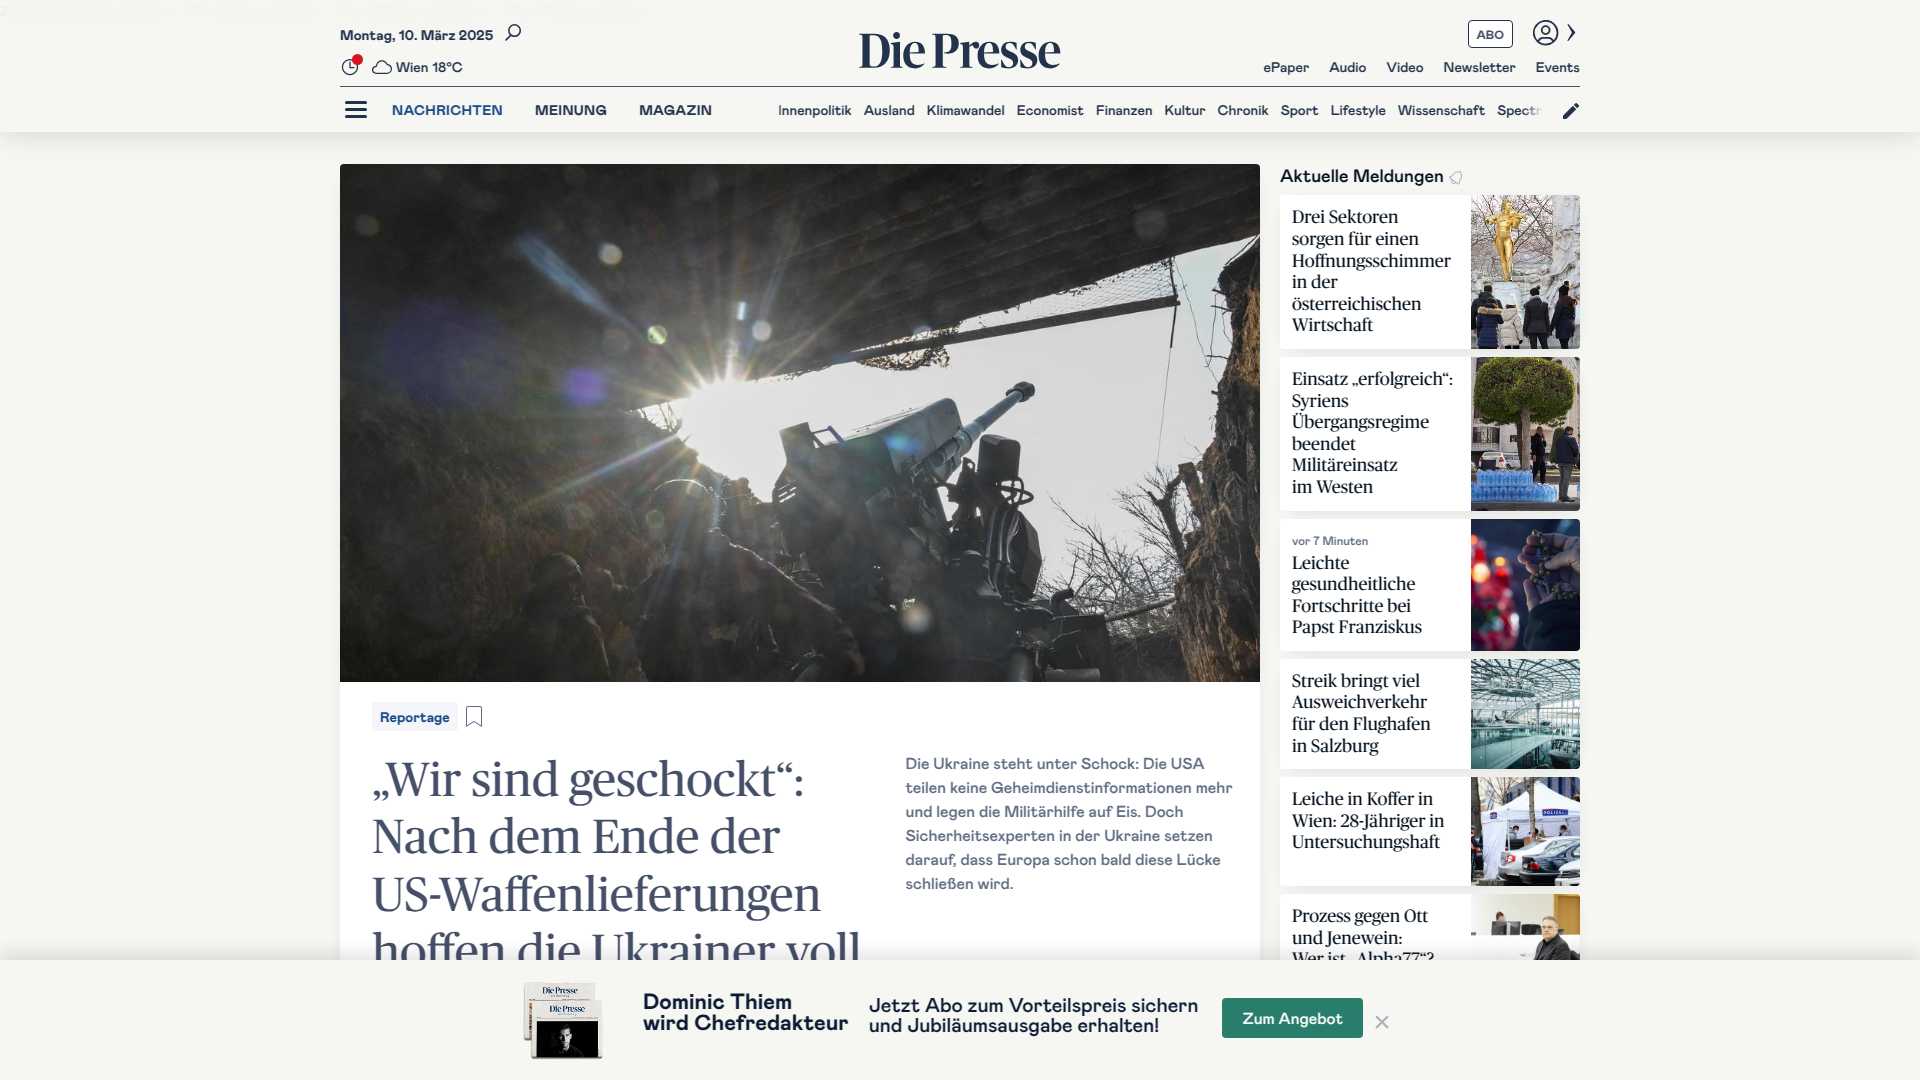 Montag, 10. März 2025
Die Presse
ABO
Wien 18°C
ePaper Audio Video Newsletter Events
NACHRICHTEN MEINUNG MAGAZIN
Innenpolitik Ausland Klimawandel Economist Finanzen Kultur Chronik Sport Lifestyle Wissenschaft Spectr
Reportage
„Wir sind geschockt“:
Nach dem Ende der
US-Waffenlieferungen
hoffen die Ukrainer voll
Die Ukraine steht unter Schock: Die USA
teilen keine Geheimdienstinformationen mehr
und legen die Militärhilfe auf Eis. Doch
Sicherheitsexperten in der Ukraine setzen
darauf, dass Europa schon bald diese Lücke
schließen wird.
Aktuelle Meldungen
Drei Sektoren
sorgen für einen
Hoffnungsschimmer
in der
österreichischen
Wirtschaft
Einsatz „erfolgreich“:
Syriens
Übergangsregime
beendet
Militäreinsatz
im Westen
vor 7 Minuten
Leichte
gesundheitliche
Fortschritte bei
Papst Franziskus
Streik bringt viel
Ausweichverkehr
für den Flughafen
in Salzburg
Leiche in Koffer in
Wien: 28-Jähriger in
Untersuchungshaft
POLIZEI
Prozess gegen Ott
und Jenewein:
Wer ist „Alpha77“?
Die Presse
Die Presse
Dominic Thiem
wird Chefredakteur
Jetzt Abo zum Vorteilspreis sichern
und Jubiläumsausgabe erhalten!
Zum Angebot